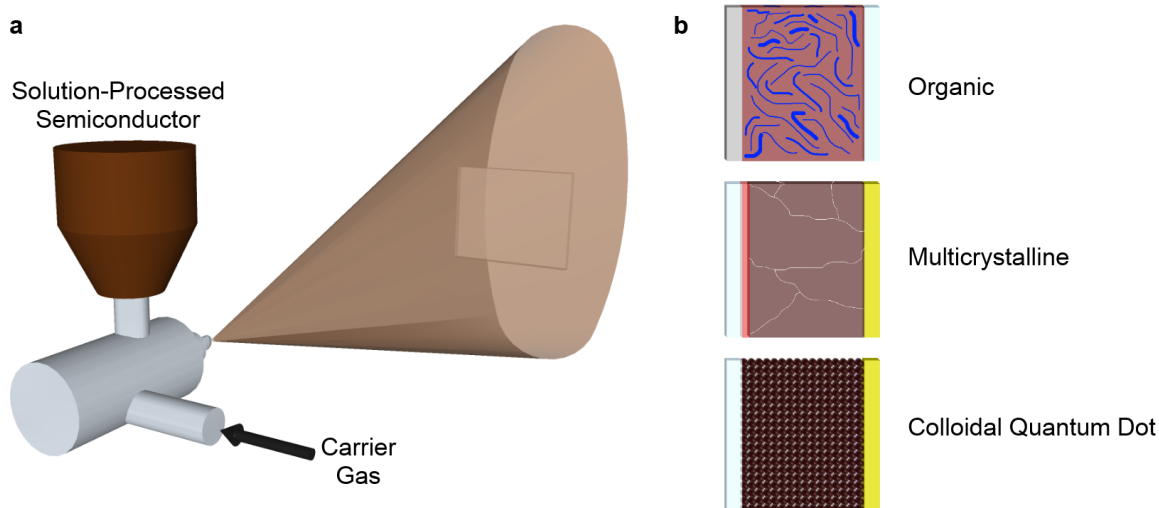 a
Solution-Processed
Semiconductor
Carrier
Gas
b
Organic
Multicrystalline
Colloidal Quantum Dot